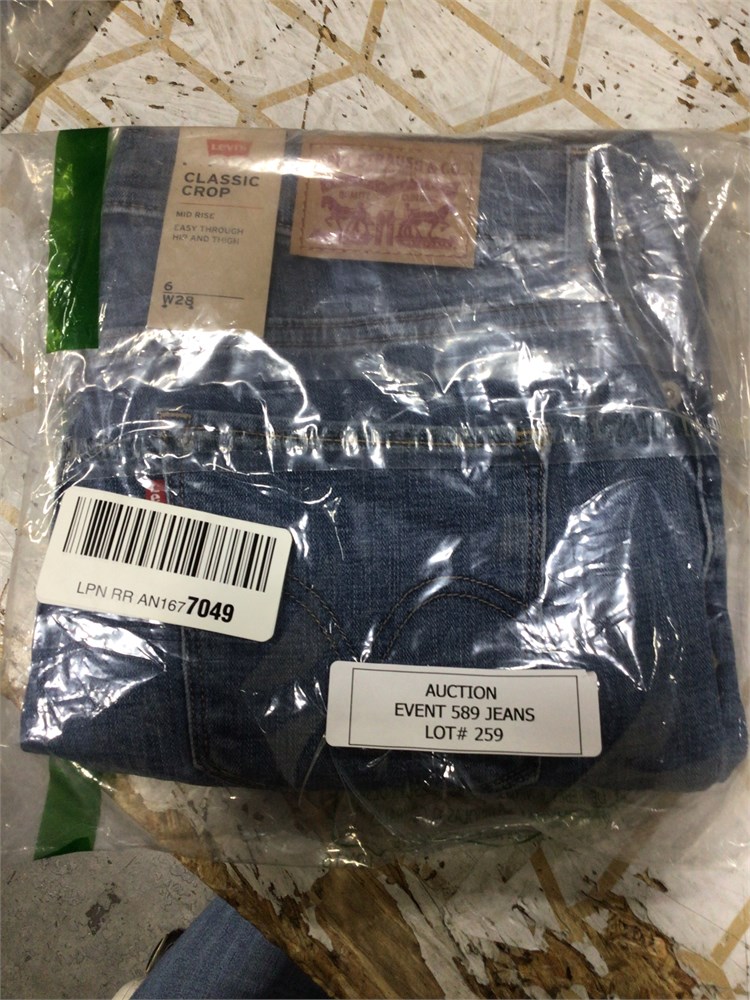 Levi's
CLASSIC
CROP
MID RISE
EASY THROUGH
HIP AND THIGH
6
W28
& CO.
LPN RR AN1677049
AUCTION
EVENT 589 JEANS
LOT# 259